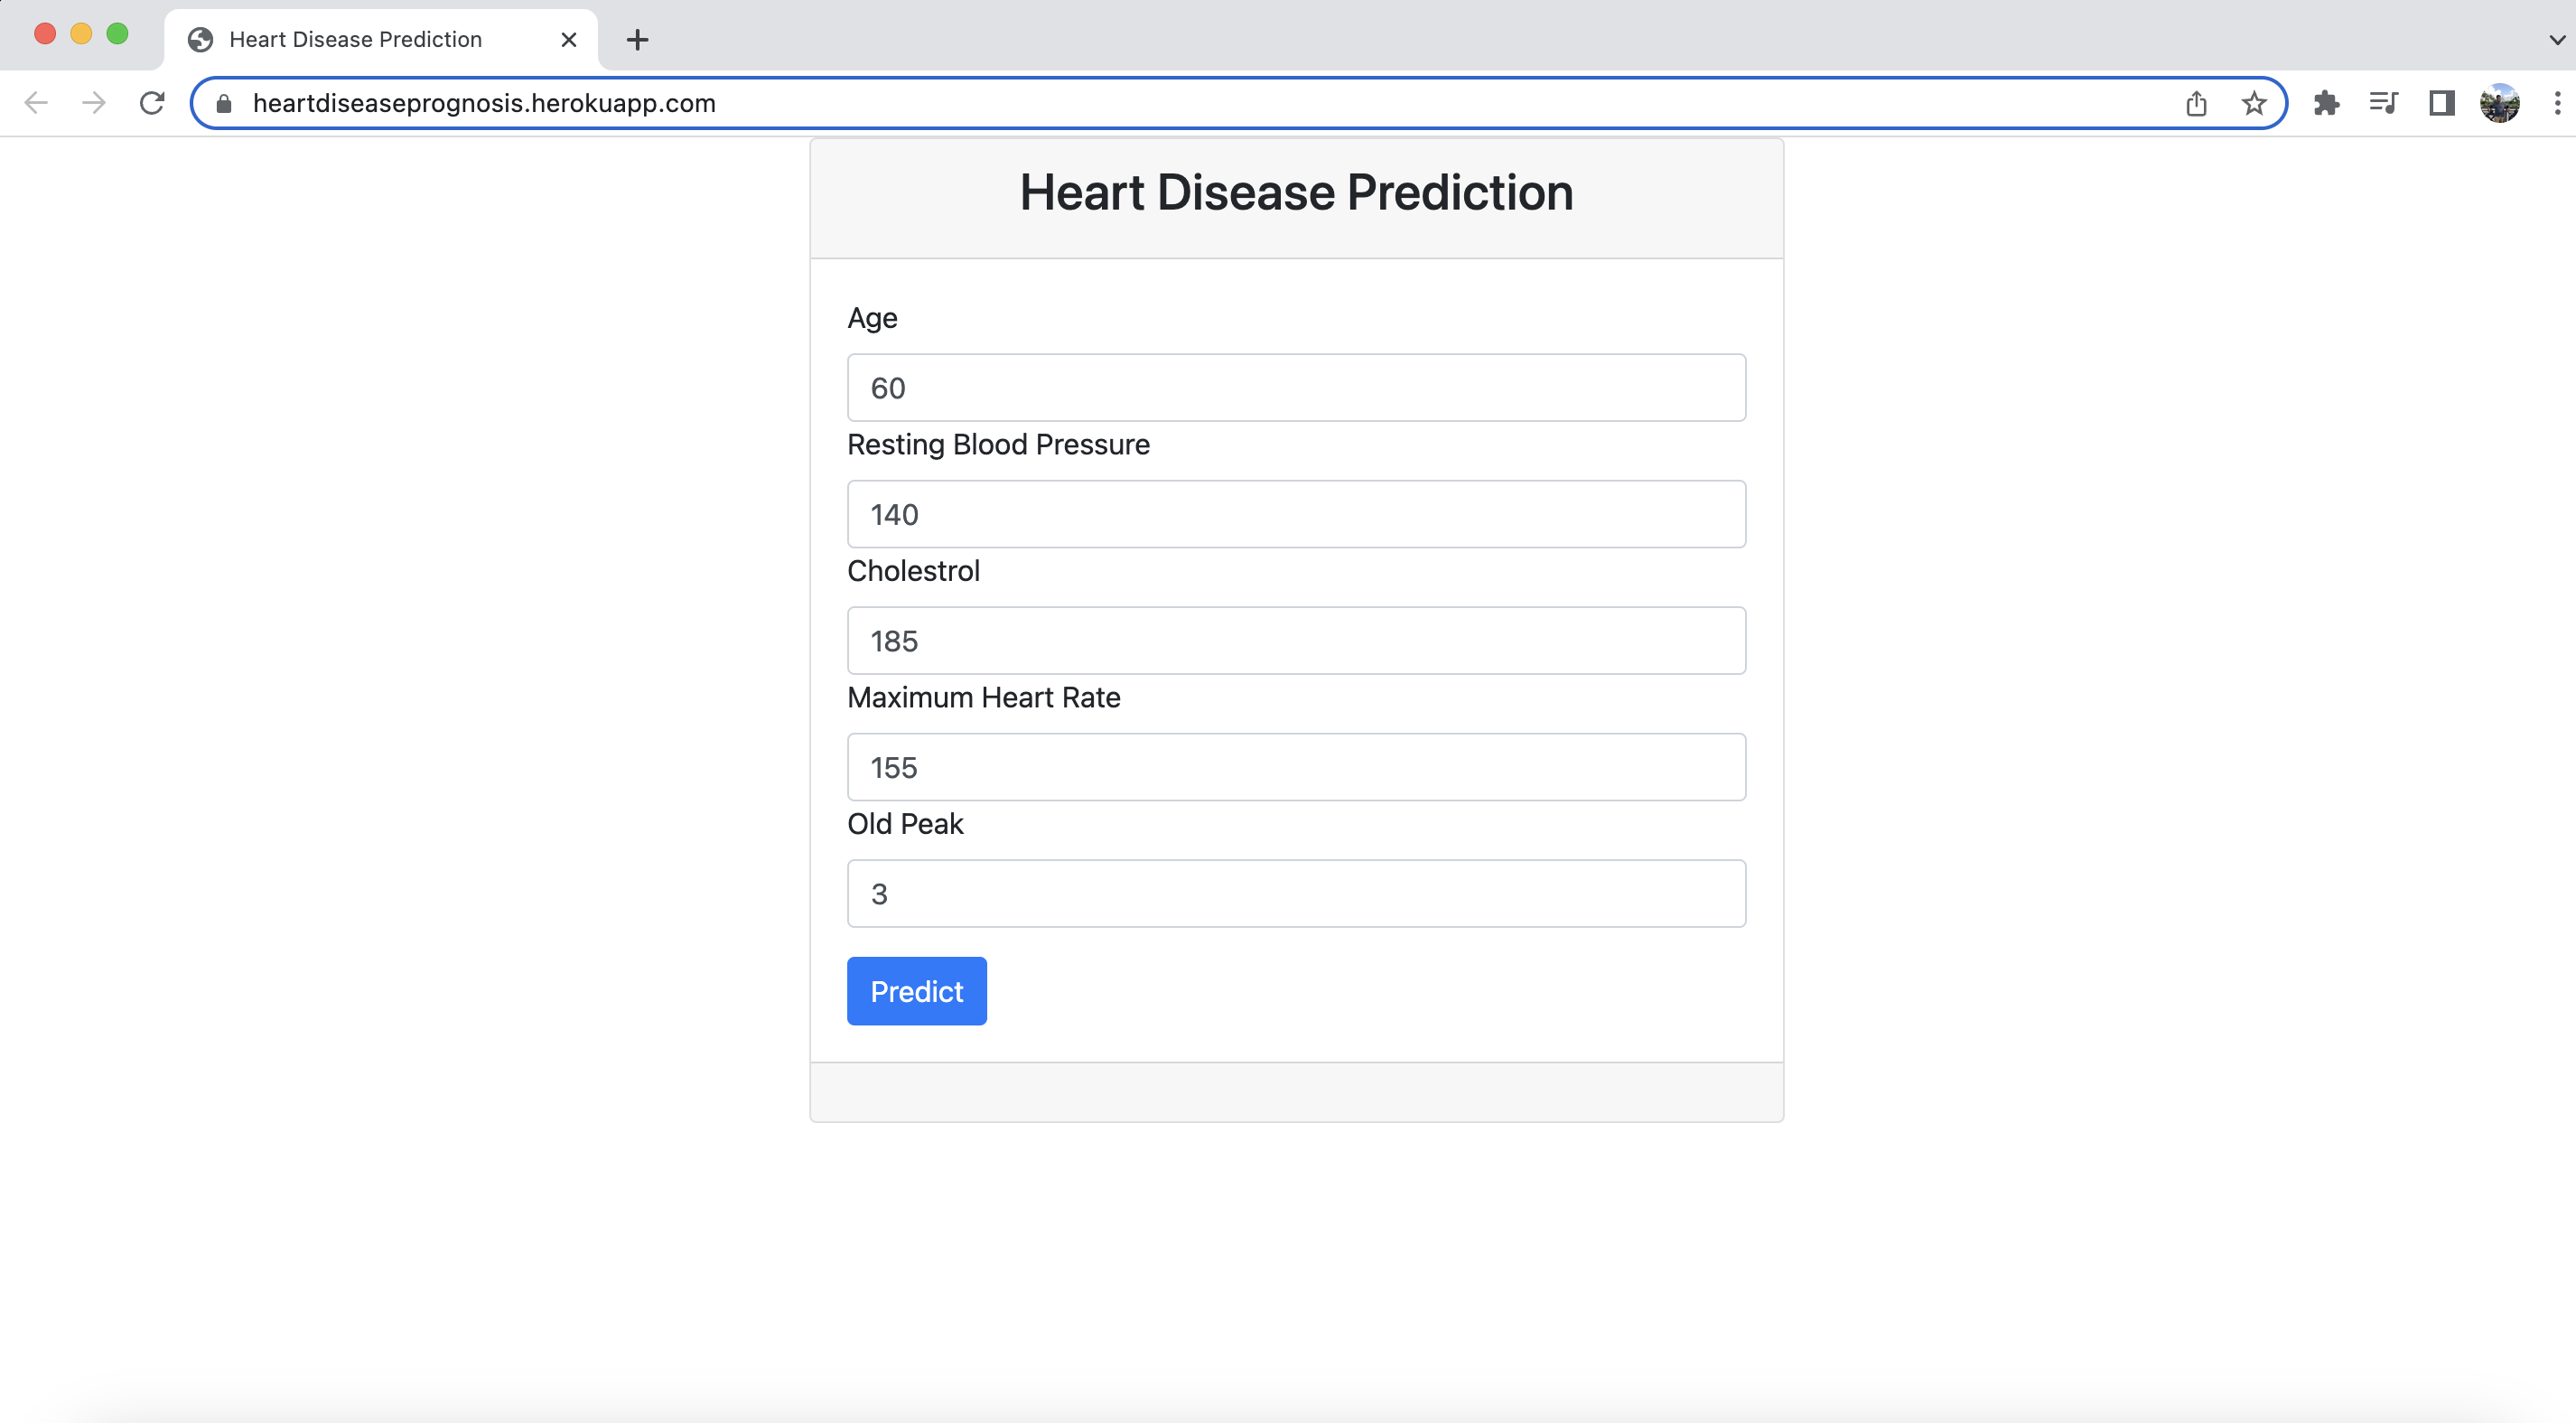 Heart Disease Prediction
heartdiseaseprognosis.herokuapp.com
Heart Disease Prediction
Age
60
Resting Blood Pressure
140
Cholestrol
185
Maximum Heart Rate
155
Old Peak
3
Predict